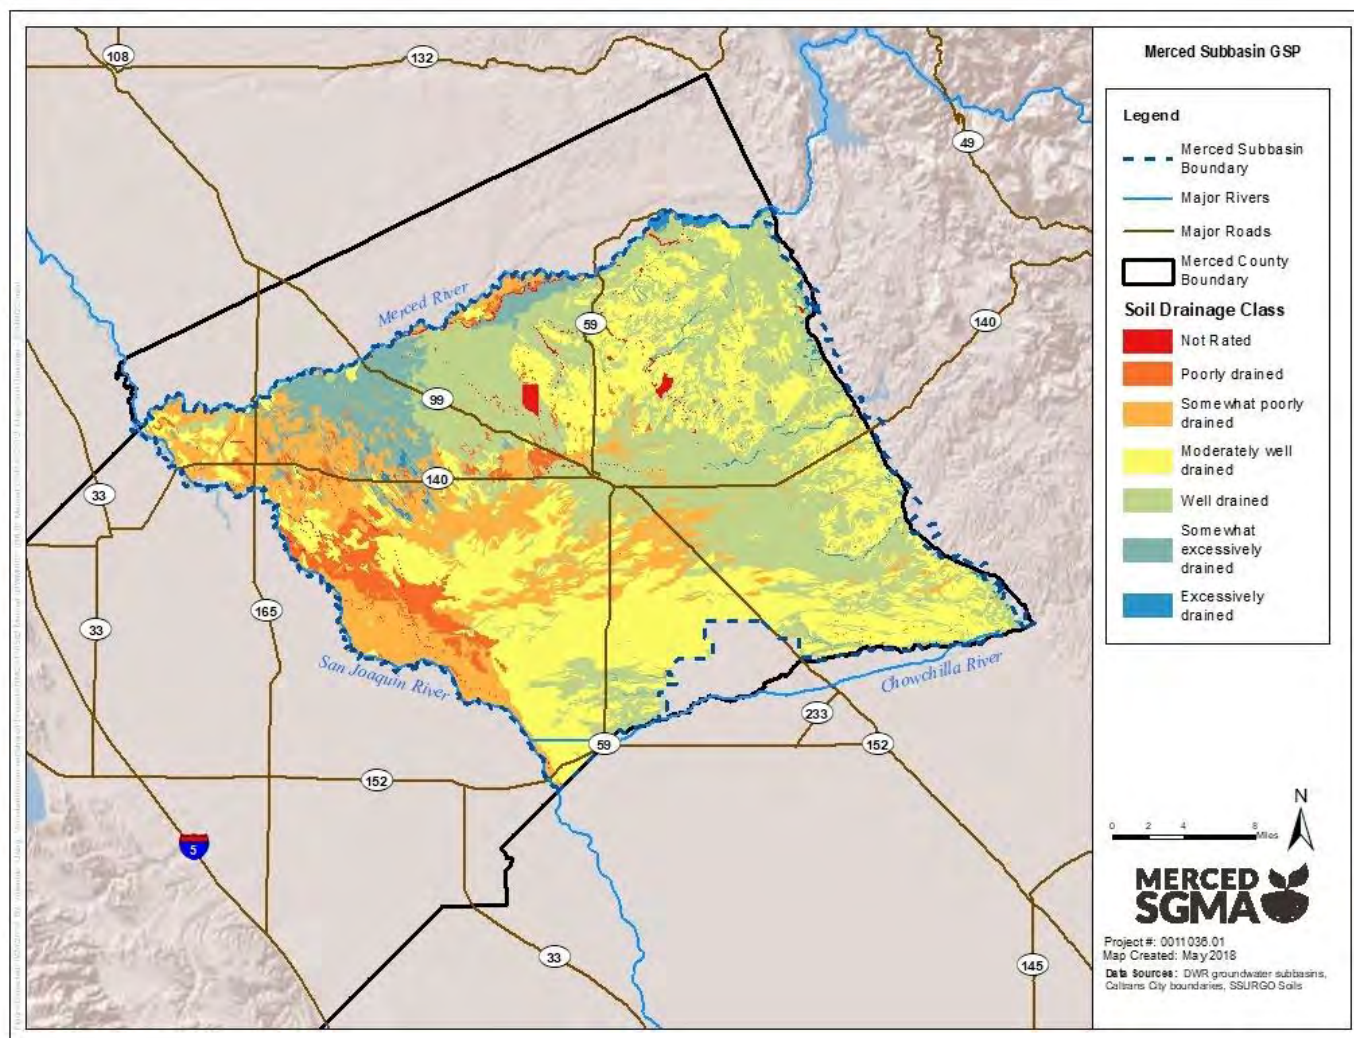 Merced Subbasin GSP
Legend
Merced Subbasin
Boundary
Major Rivers
Major Roads
Merced County
Boundary
Soil Drainage Class
Not Rated
Poorly drained
Somewhat poorly
drained
Moderately well
drained
Well drained
Somewhat
excessively
drained
Excessively
drained
108
132
49
Merced River
59
140
99
140
33
165
33
San Joaquin River
Chowchilla River
233
59
152
152
5
33
145
N
0 2 4 8
Miles
MERCED
SGMA
Project #: 0011036.01
Map Created: May 2018
Data Sources: DWR groundwater subbasins,
Caltrans City boundaries, SSURGO Soils